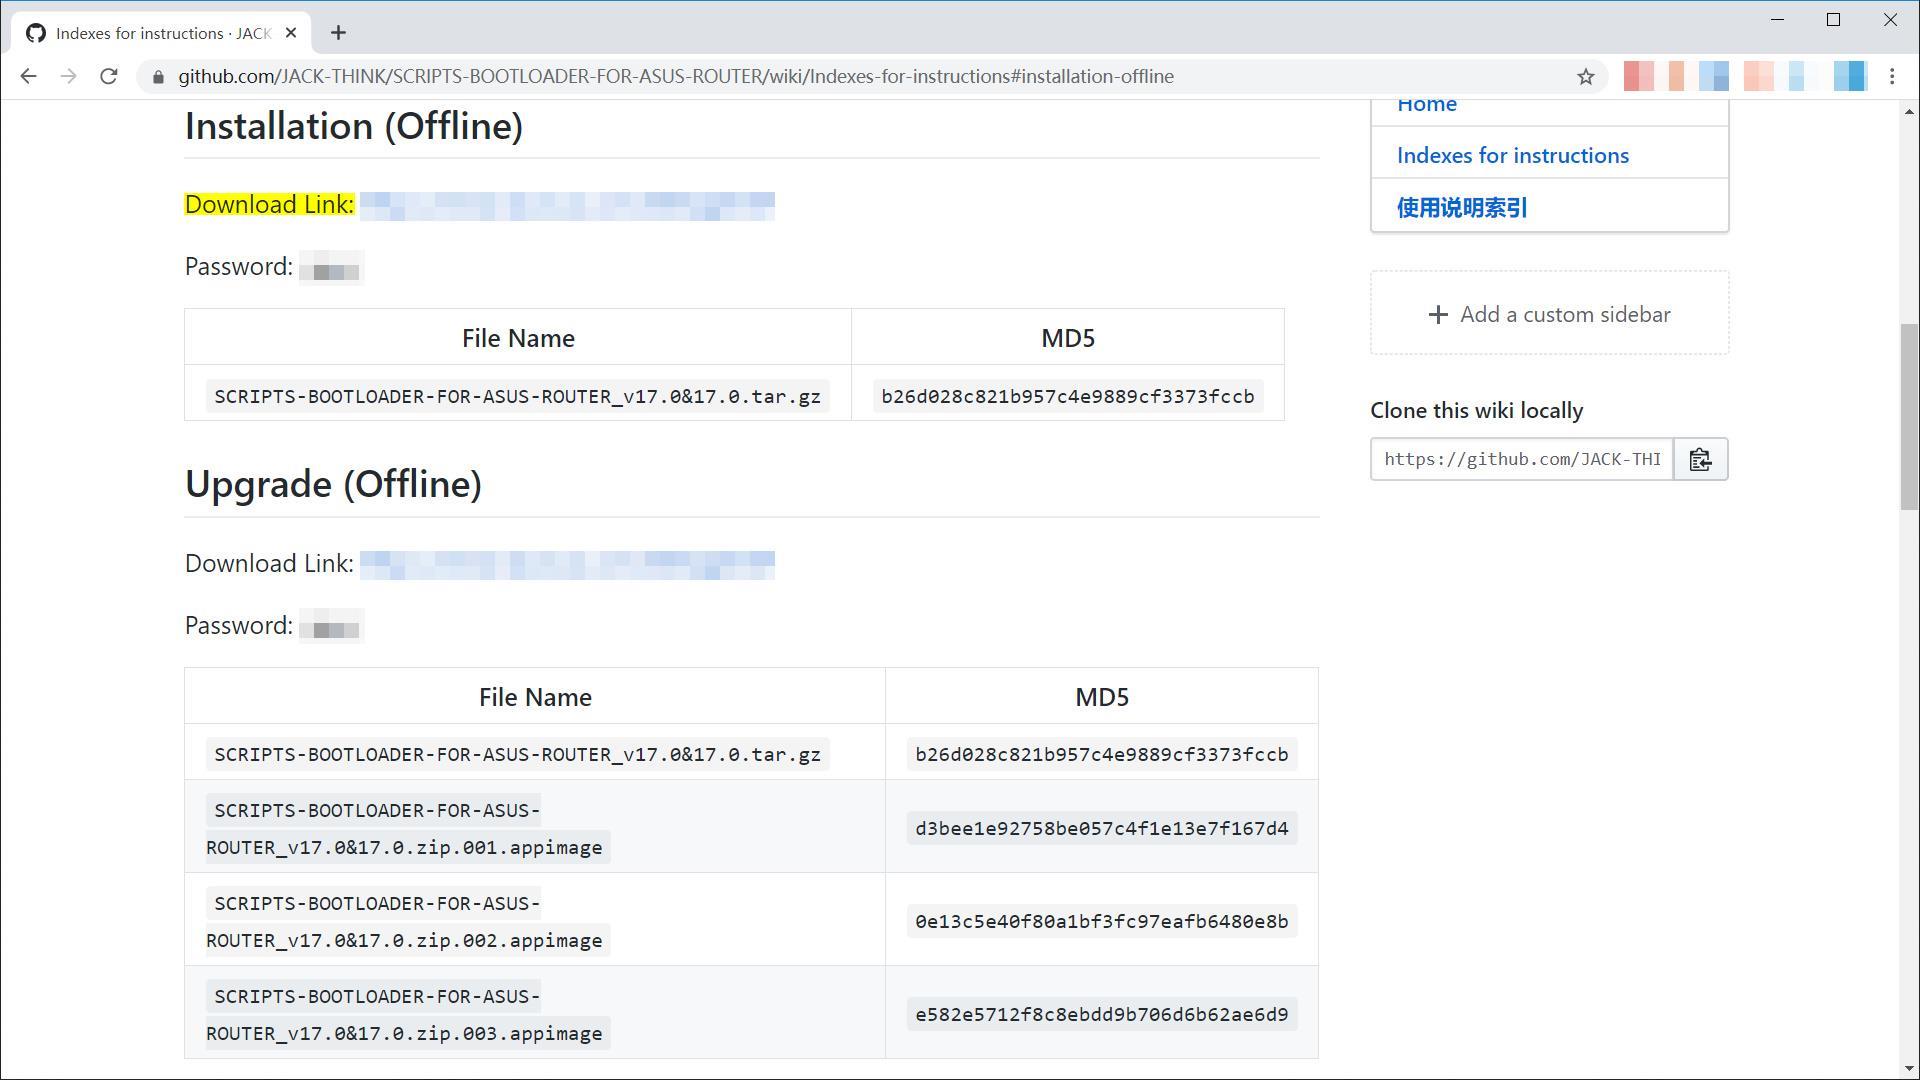 Indexes for instructions · JACK
github.com/JACK-THINK/SCRIPTS-BOOTLOADER-FOR-ASUS-ROUTER/wiki/Indexes-for-instructions#installation-offline
Installation (Offline)
Download Link:
Password:
File Name MD5
SCRIPTS-BOOTLOADER-FOR-ASUS-ROUTER_v17.0&17.0.tar.gz b26d028c821b957c4e9889cf3373fccb
Upgrade (Offline)
Download Link:
Password:
File Name MD5
SCRIPTS-BOOTLOADER-FOR-ASUS-ROUTER_v17.0&17.0.tar.gz b26d028c821b957c4e9889cf3373fccb
SCRIPTS-BOOTLOADER-FOR-ASUS-
ROUTER_v17.0&17.0.zip.001.appimage d3bee1e92758be057c4f1e13e7f167d4
SCRIPTS-BOOTLOADER-FOR-ASUS-
ROUTER_v17.0&17.0.zip.002.appimage 0e13c5e40f80a1bf3fc97eafb6480e8b
SCRIPTS-BOOTLOADER-FOR-ASUS-
ROUTER_v17.0&17.0.zip.003.appimage e582e5712f8c8ebdd9b706d6b62ae6d9
Home
Indexes for instructions
使用说明索引
Add a custom sidebar
Clone this wiki locally
https://github.com/JACK-THI